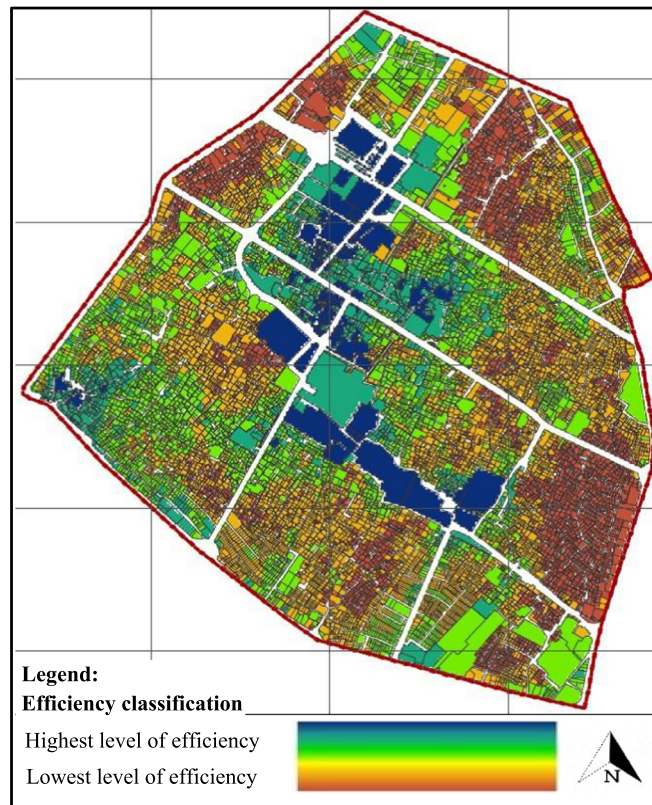 Legend:
Efficiency classification
Highest level of efficiency
Lowest level of efficiency
N